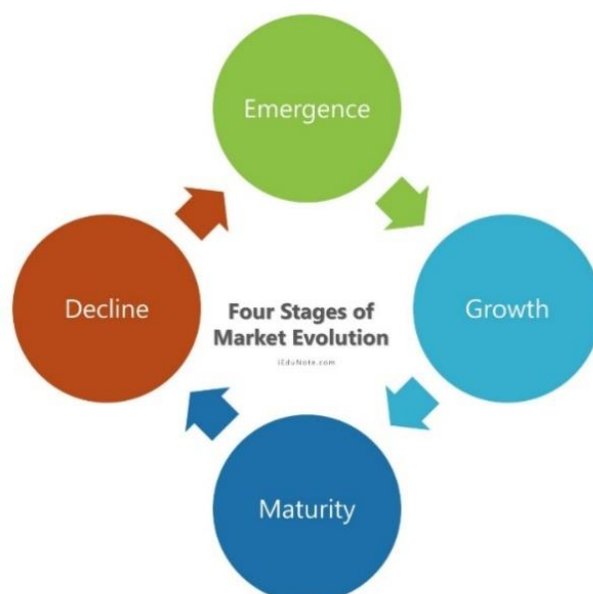 Emergence
Growth
Maturity
Decline
Four Stages of
Market Evolution
iEduNote.com